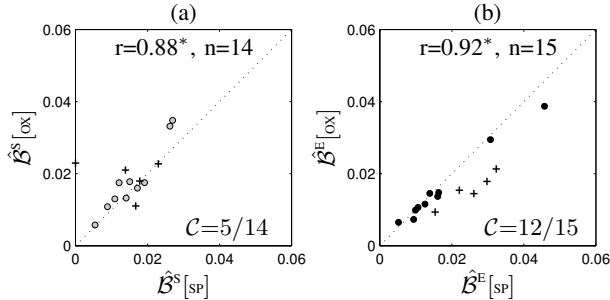 (a)
r=0.88*, n=14
0.06
0.04
0.02
0
0 0.02 0.04 0.06
C=5/14
B̂^S[OX]
B̂^S[SP]
(b)
r=0.92*, n=15
0.06
0.04
0.02
0
0 0.02 0.04 0.06
C=12/15
B̂^E[OX]
B̂^E[SP]